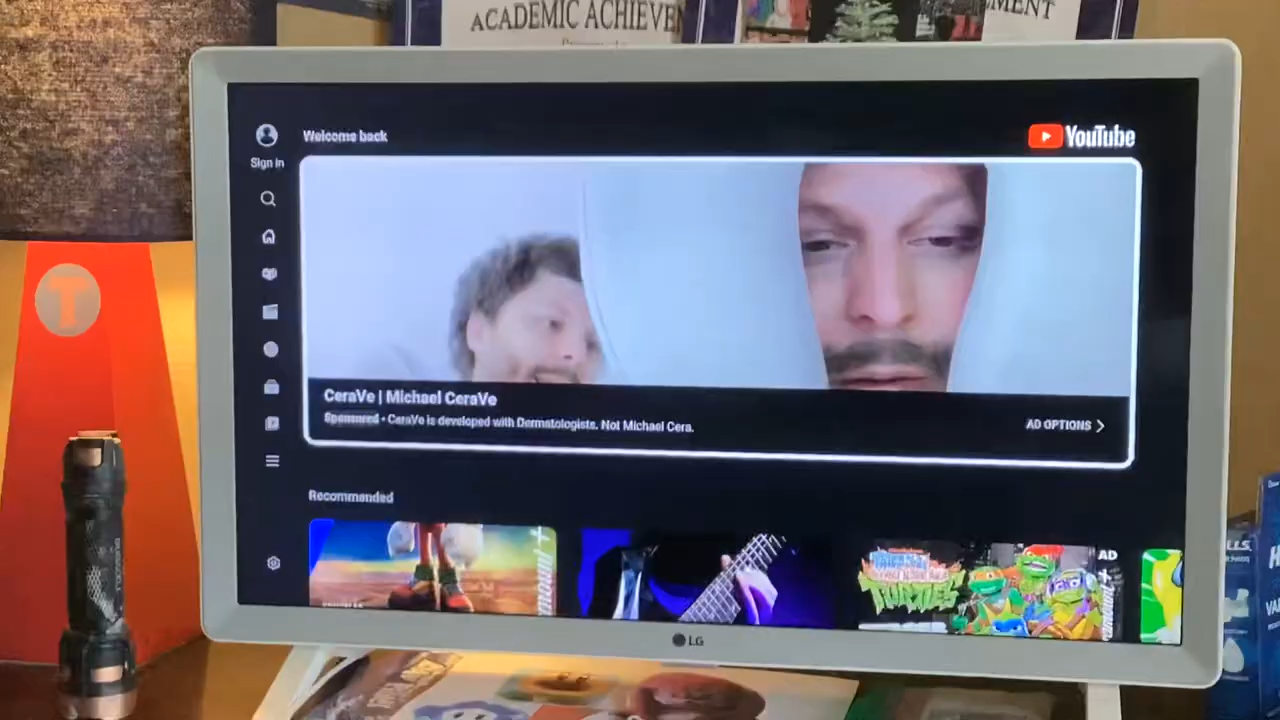 ACADEMIC ACHIEVEM
MENT
Welcome back
YouTube
Sign in
CeraVe | Michael CeraVe
Sponsored • CeraVe is developed with Dermatologists. Not Michael Cera.
AD OPTIONS
Recommended
AD
LG
T